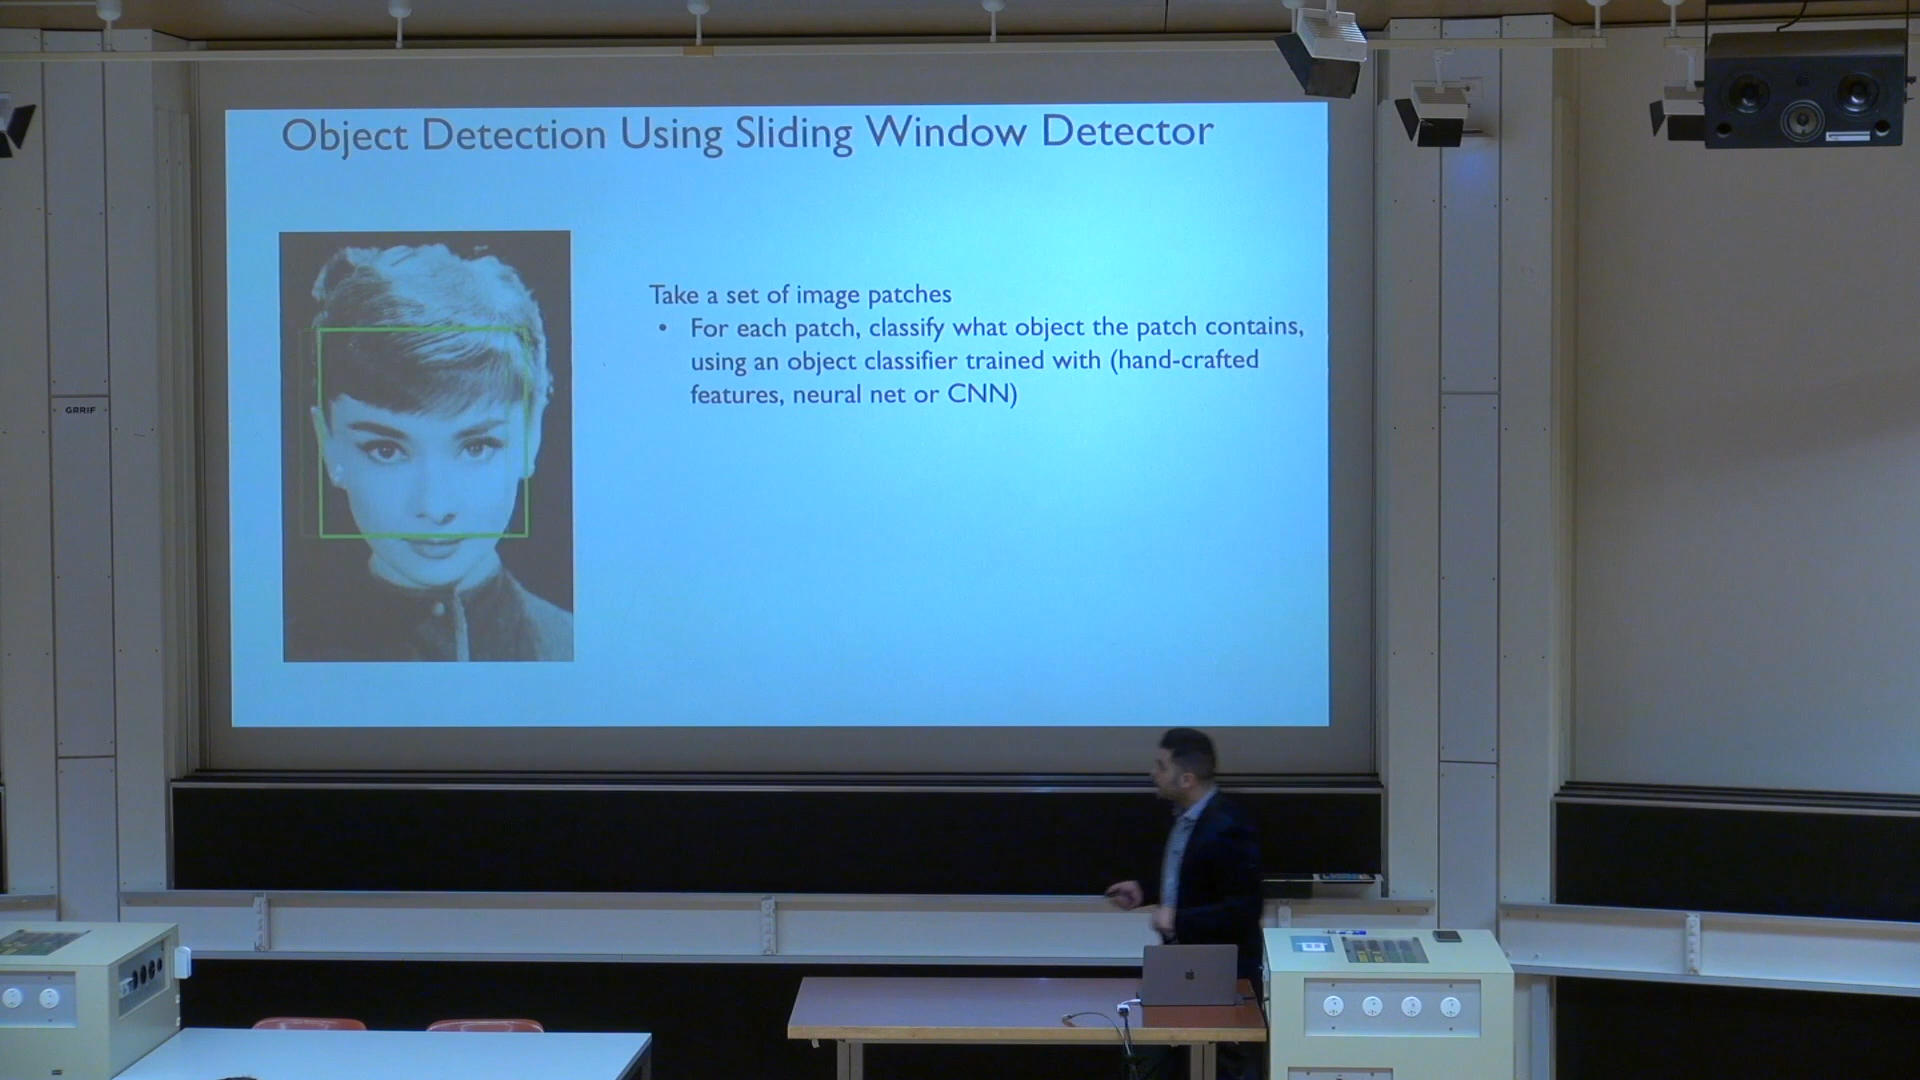 Object Detection Using Sliding Window Detector
Take a set of image patches
• For each patch, classify what object the patch contains,
using an object classifier trained with (hand-crafted
features, neural net or CNN)
GRRIF